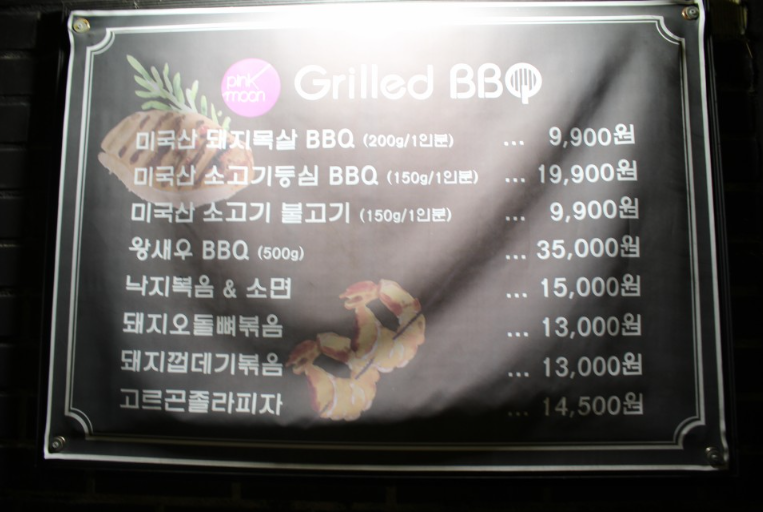 pink moon
Grilled BBQ
미국산 돼지목살 BBQ (200g/1인분) ... 9,900원
미국산 소고기등심 BBQ (150g/1인분) ... 19,900원
미국산 소고기 불고기 (150g/1인분) ... 9,900원
왕새우 BBQ (500g) ... 35,000원
낙지볶음 & 소면 ... 15,000원
돼지오돌뼈볶음 ... 13,000원
돼지껍데기볶음 ... 13,000원
고르곤졸라피자 ... 14,500원